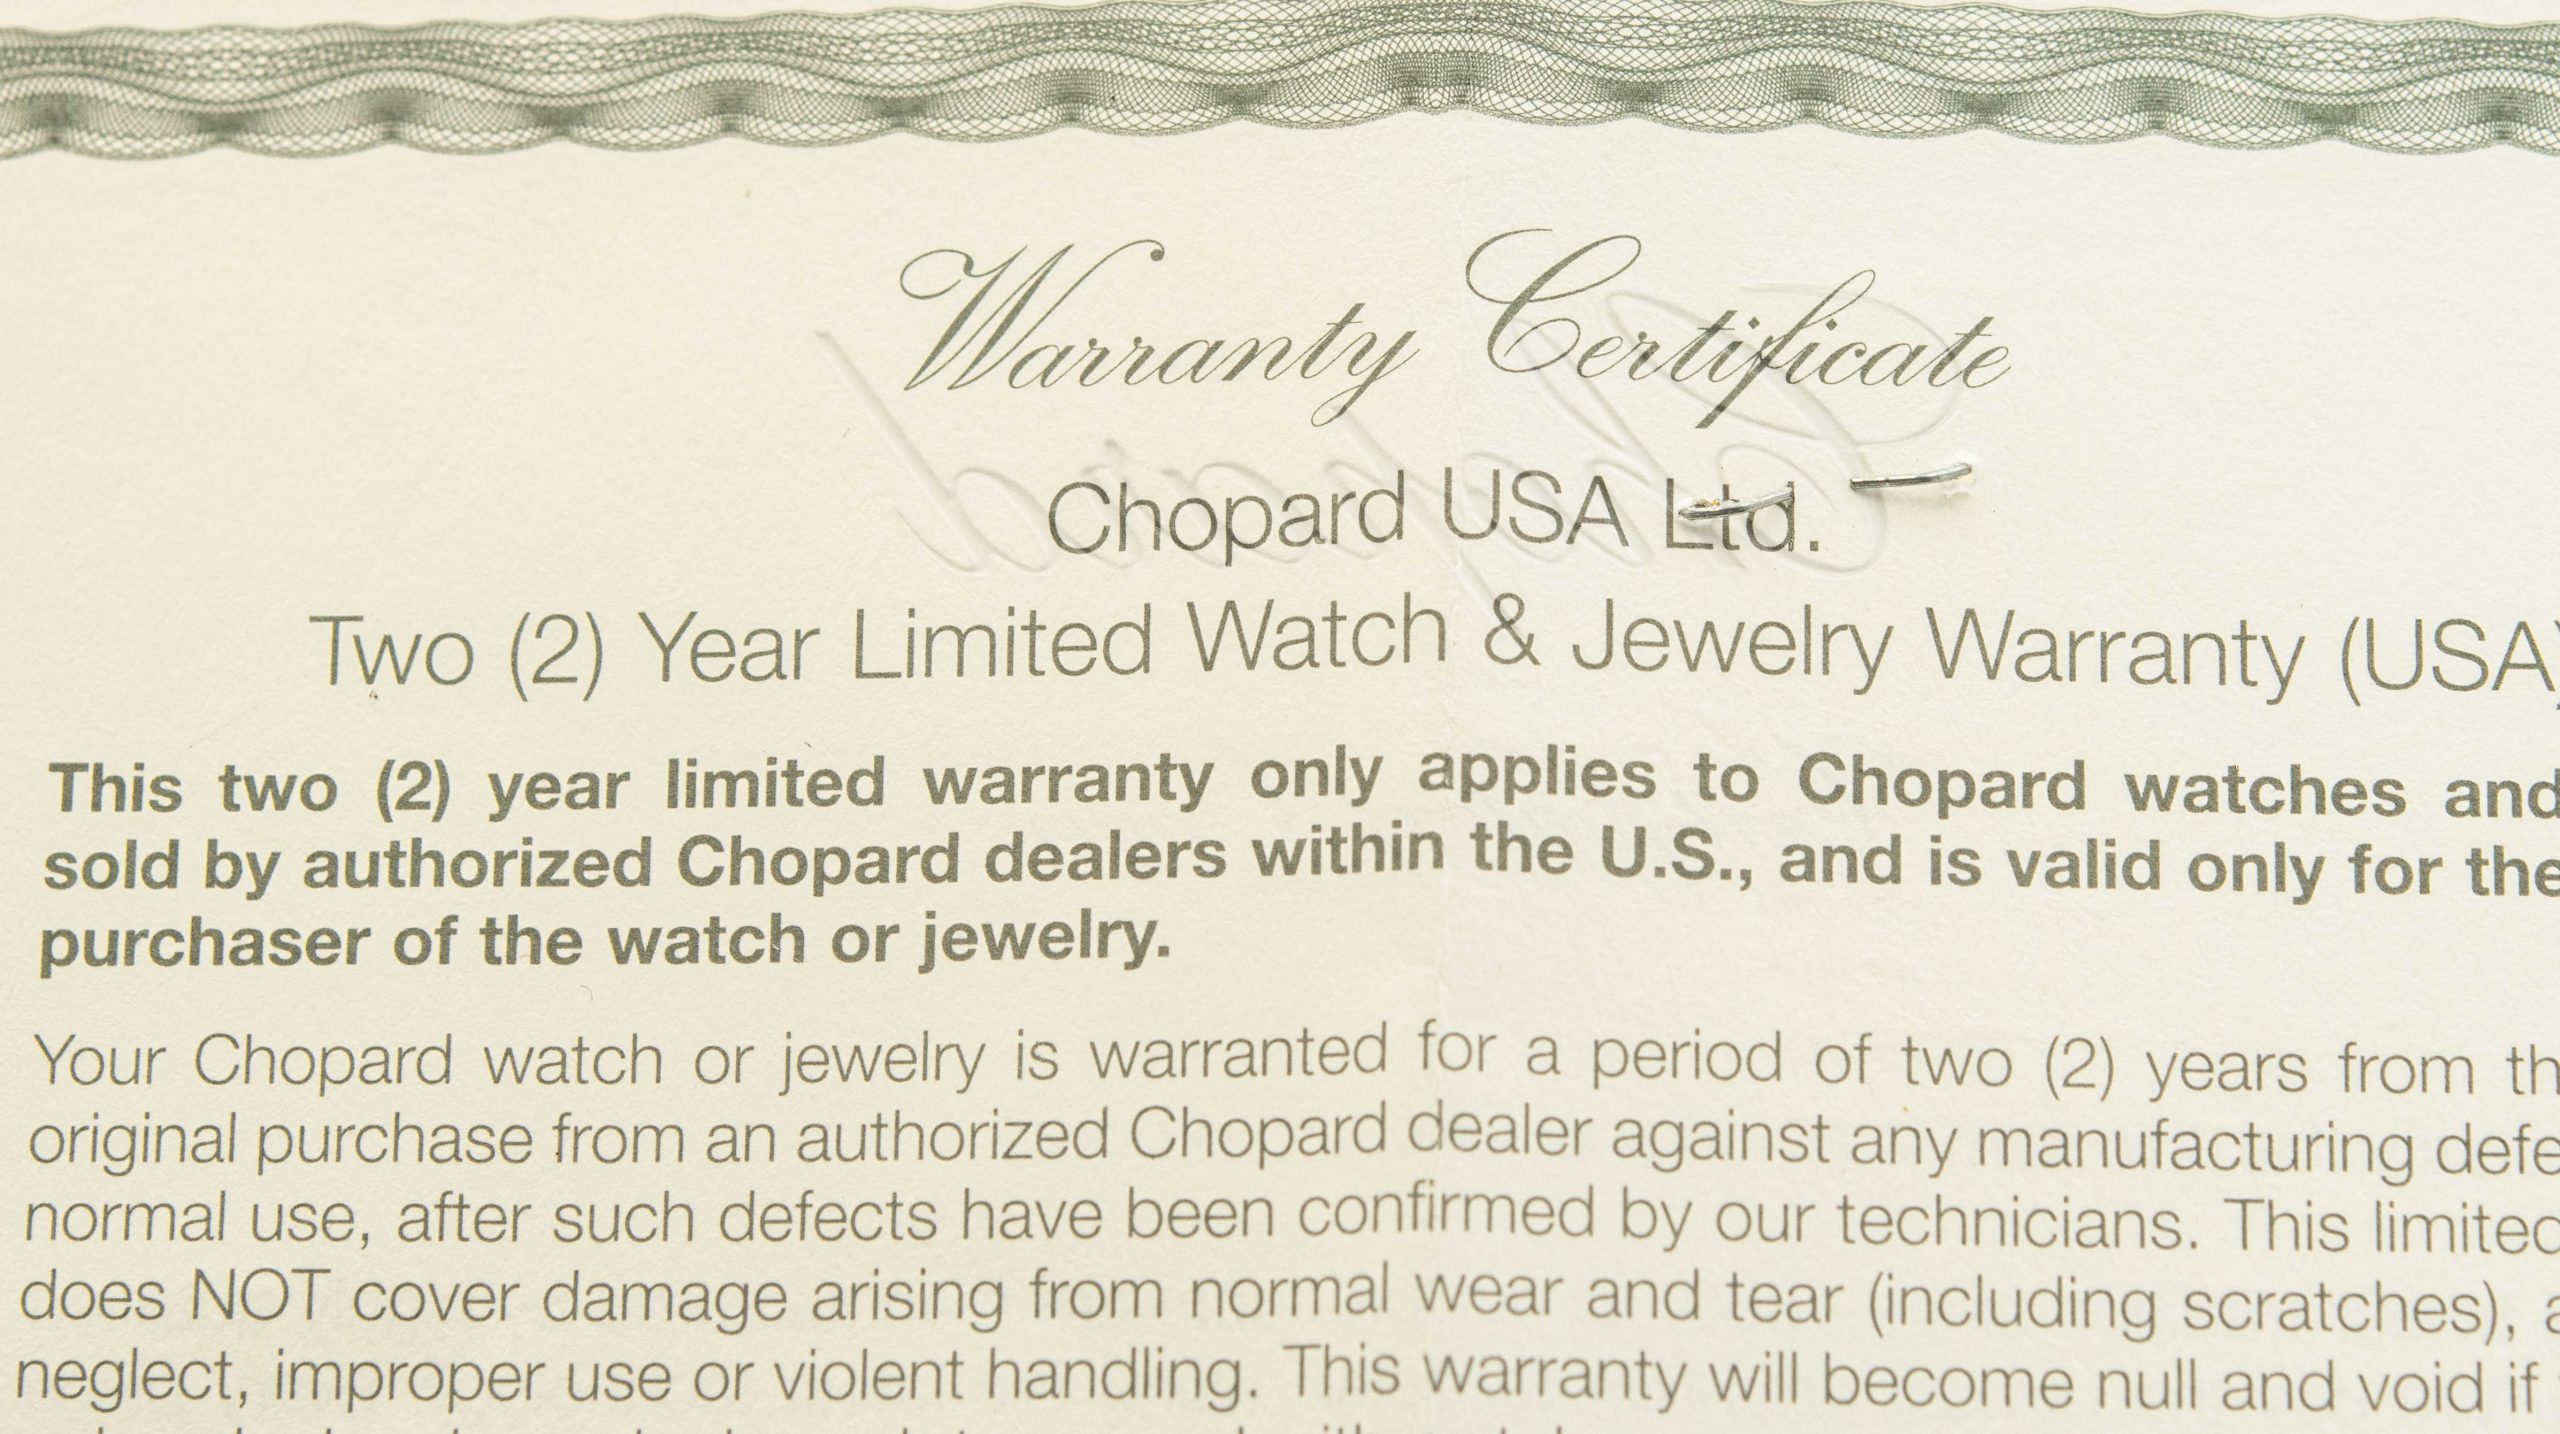 Warranty Certificate
Chopard
Chopard USA Ltd.
Two (2) Year Limited Watch & Jewelry Warranty (USA)
This two (2) year limited warranty only applies to Chopard watches and
sold by authorized Chopard dealers within the U.S., and is valid only for the
purchaser of the watch or jewelry.
Your Chopard watch or jewelry is warranted for a period of two (2) years from
original purchase from an authorized Chopard dealer against any manufacturing
normal use, after such defects have been confirmed by our technicians. This limited
does NOT cover damage arising from normal wear and tear (including scratches),
neglect, improper use or violent handling. This warranty will become null and void if